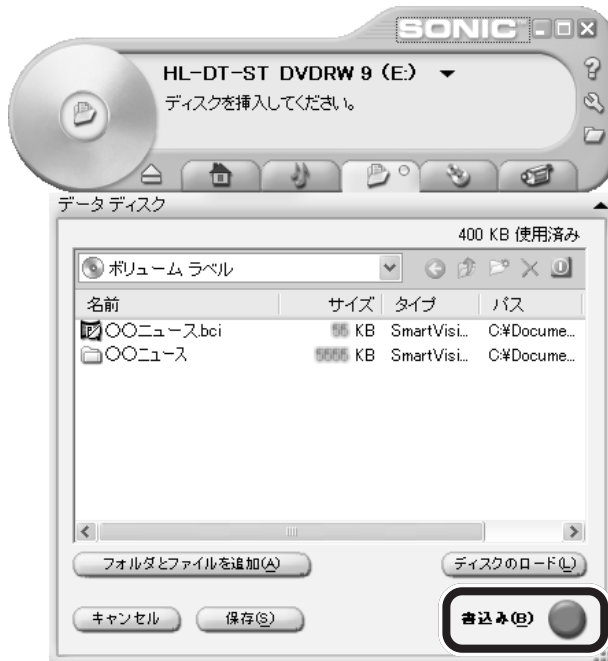 SONIC
HL-DT-ST DVDRW 9 (E:)
ディスクを挿入してください。
データ ディスク
400 KB 使用済み
ボリューム ラベル
名前 サイズ タイプ パス
〇〇ニュース.bci KB SmartVisi... C:¥Docume...
〇〇ニュース KB SmartVisi... C:¥Docume...
フォルダとファイルを追加(A) ディスクのロード(L)
キャンセル 保存(S) 書込み(B)